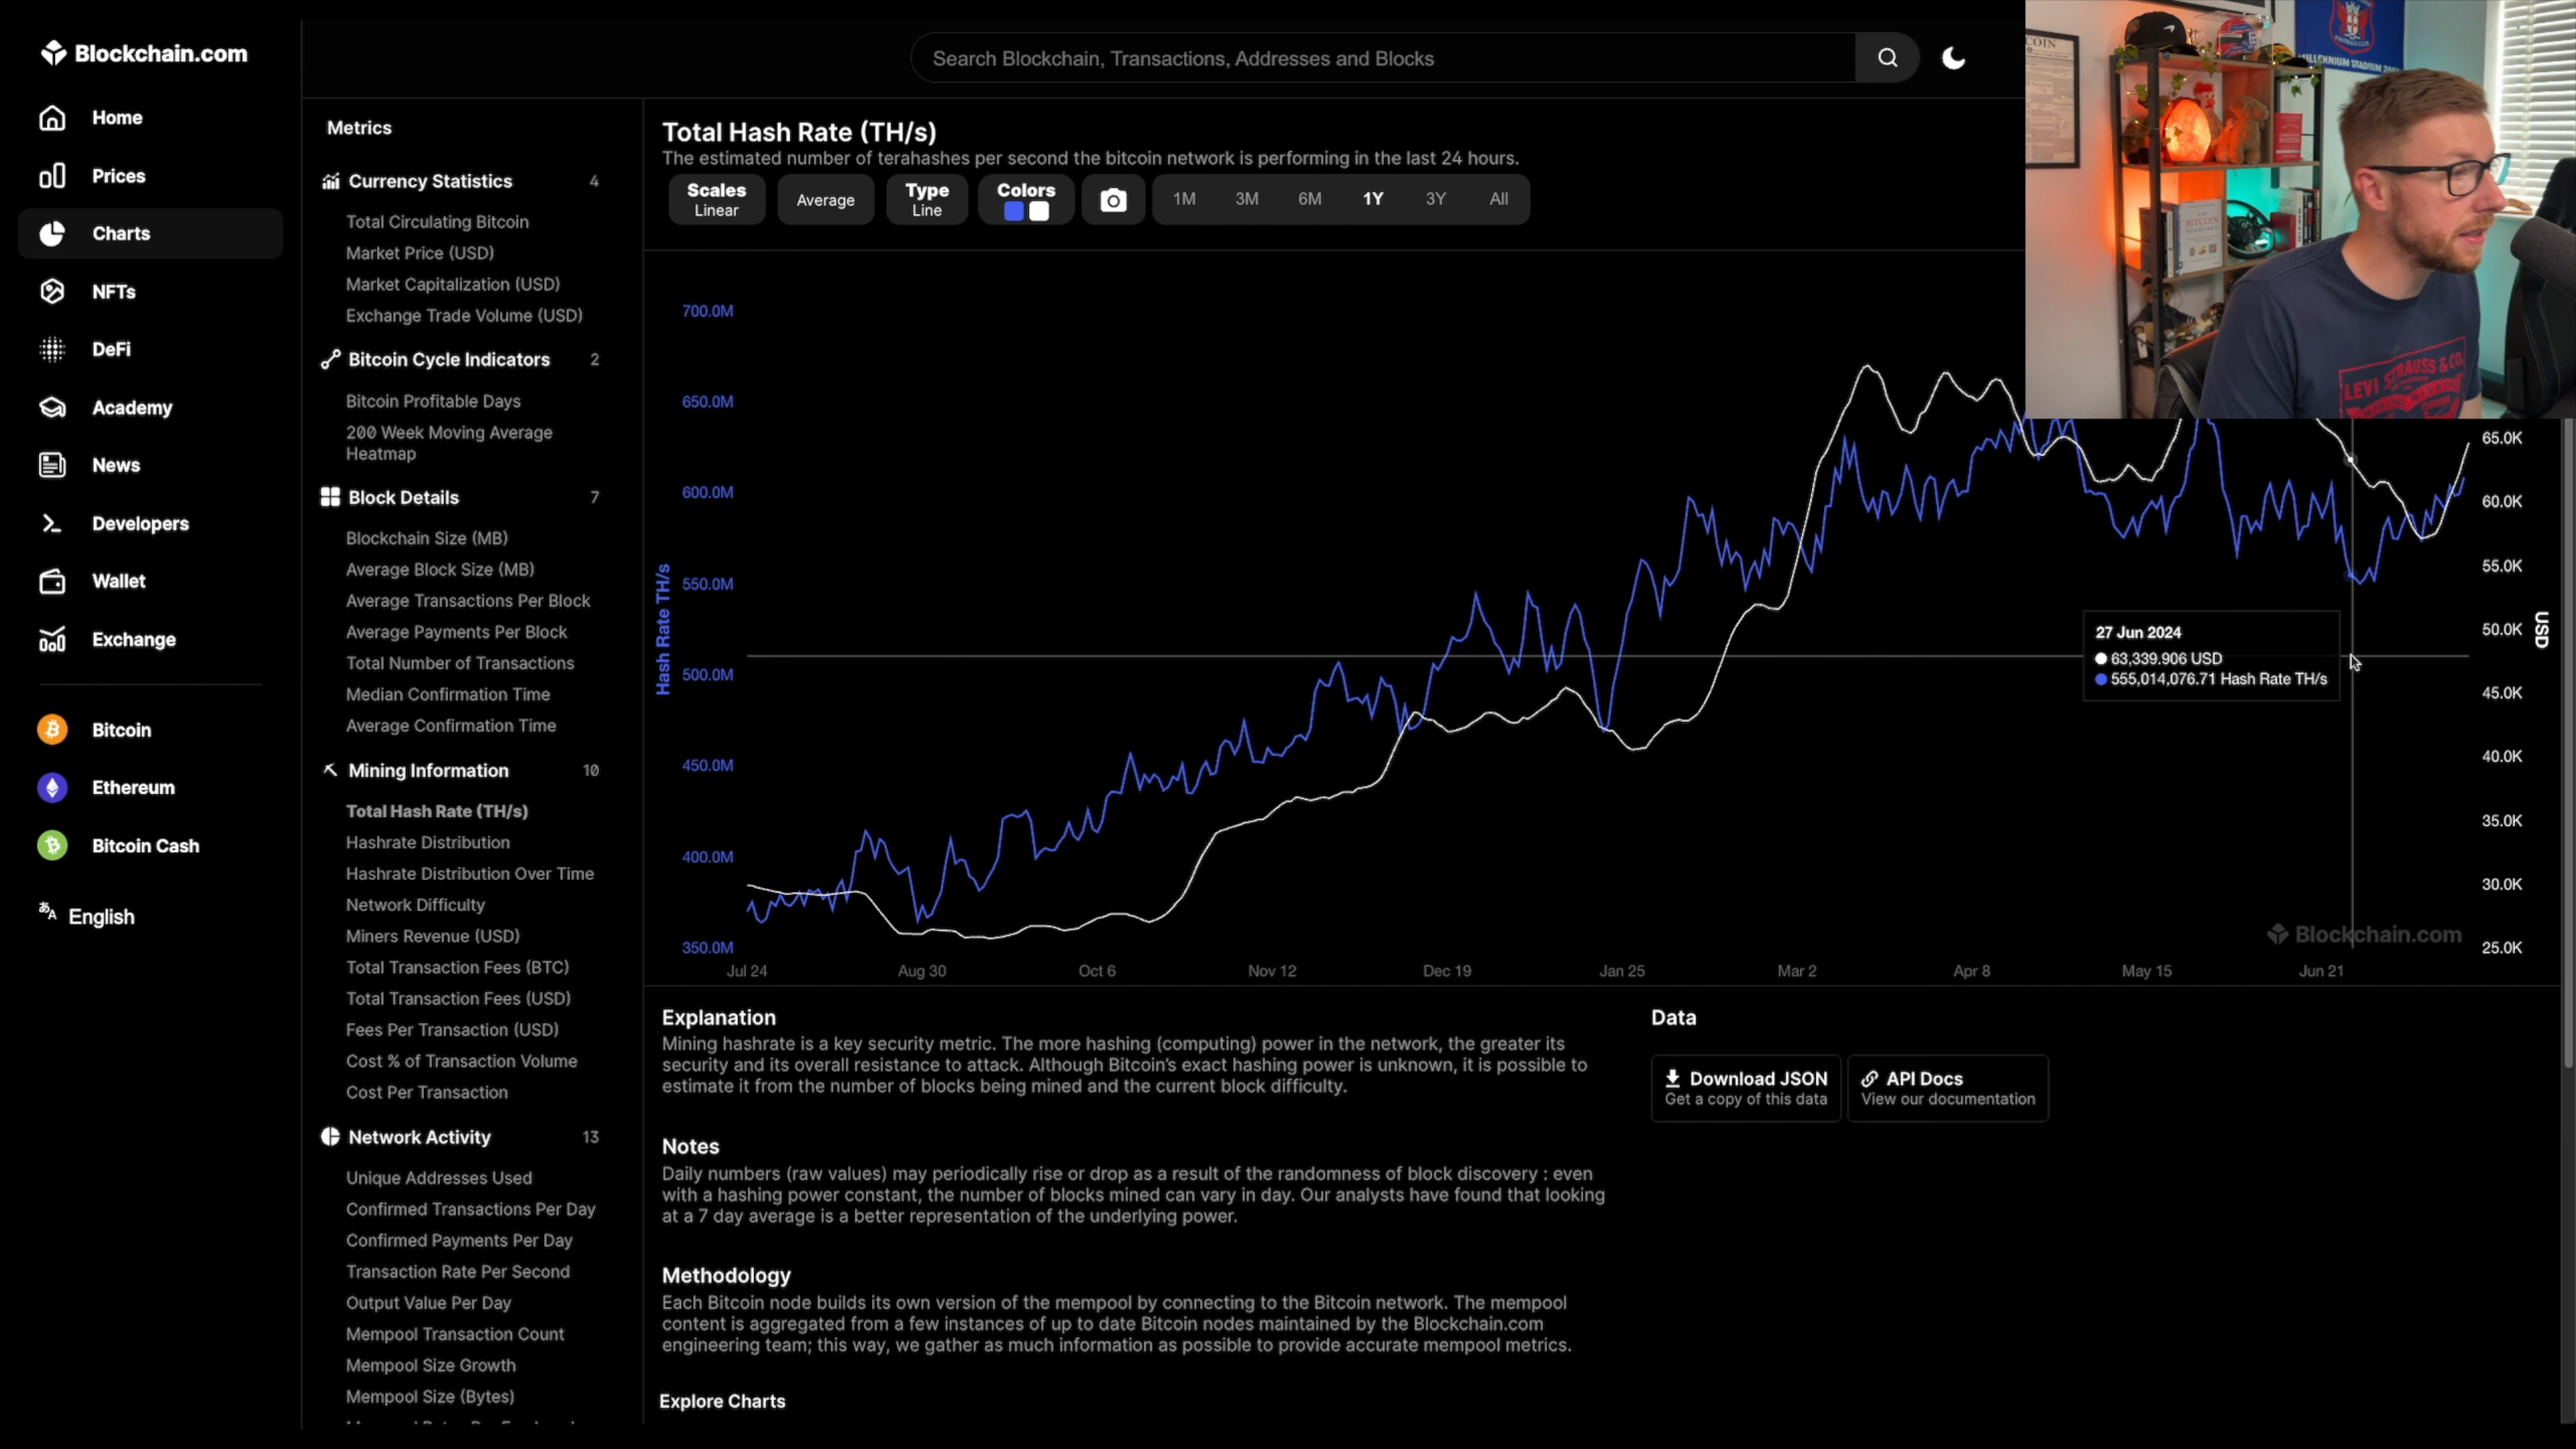 Blockchain.com
Home
Prices
Charts
NFTs
DeFi
Academy
News
Developers
Wallet
Exchange
Bitcoin
Ethereum
Bitcoin Cash
English
Search Blockchain, Transactions, Addresses and Blocks
Metrics
Currency Statistics 4
Total Circulating Bitcoin
Market Price (USD)
Market Capitalization (USD)
Exchange Trade Volume (USD)
Bitcoin Cycle Indicators 2
Bitcoin Profitable Days
200 Week Moving Average
Heatmap
Block Details 7
Blockchain Size (MB)
Average Block Size (MB)
Average Transactions Per Block
Average Payments Per Block
Total Number of Transactions
Median Confirmation Time
Average Confirmation Time
Mining Information 10
Total Hash Rate (TH/s)
Hashrate Distribution
Hashrate Distribution Over Time
Network Difficulty
Miners Revenue (USD)
Total Transaction Fees (BTC)
Total Transaction Fees (USD)
Fees Per Transaction (USD)
Cost % of Transaction Volume
Cost Per Transaction
Network Activity 13
Unique Addresses Used
Confirmed Transactions Per Day
Confirmed Payments Per Day
Transaction Rate Per Second
Output Value Per Day
Mempool Transaction Count
Mempool Size Growth
Mempool Size (Bytes)
Total Hash Rate (TH/s)
The estimated number of terahashes per second the bitcoin network is performing in the last 24 hours.
Scales
Linear
Average
Type
Line
Colors
1M 3M 6M 1Y 3Y All
700.0M
650.0M
600.0M
550.0M
500.0M
450.0M
400.0M
350.0M
Hash Rate TH/s
65.0K
60.0K
55.0K
50.0K
45.0K
40.0K
35.0K
30.0K
25.0K
USD
27 Jun 2024
63,339.906 USD
555,014,076.71 Hash Rate TH/s
Blockchain.com
Jul 24 Aug 30 Oct 6 Nov 12 Dec 19 Jan 25 Mar 2 Apr 8 May 15 Jun 21
Explanation
Mining hashrate is a key security metric. The more hashing (computing) power in the network, the greater its
security and its overall resistance to attack. Although Bitcoin's exact hashing power is unknown, it is possible to
estimate it from the number of blocks being mined and the current block difficulty.
Notes
Daily numbers (raw values) may periodically rise or drop as a result of the randomness of block discovery : even
with a hashing power constant, the number of blocks mined can vary in day. Our analysts have found that looking
at a 7 day average is a better representation of the underlying power.
Methodology
Each Bitcoin node builds its own version of the mempool by connecting to the Bitcoin network. The mempool
content is aggregated from a few instances of up to date Bitcoin nodes maintained by the Blockchain.com
engineering team; this way, we gather as much information as possible to provide accurate mempool metrics.
Explore Charts
Data
Download JSON
Get a copy of this data
API Docs
View our documentation
LEVI STRAUSS & CO.